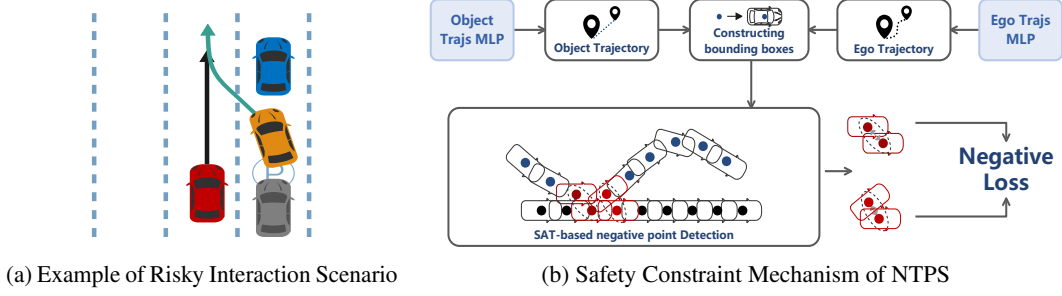 Object
Trajs MLP
Object Trajectory
Constructing
bounding boxes
Ego Trajectory
Ego Trajs
MLP
P
SAT-based negative point Detection
Negative
Loss
(a) Example of Risky Interaction Scenario
(b) Safety Constraint Mechanism of NTPS